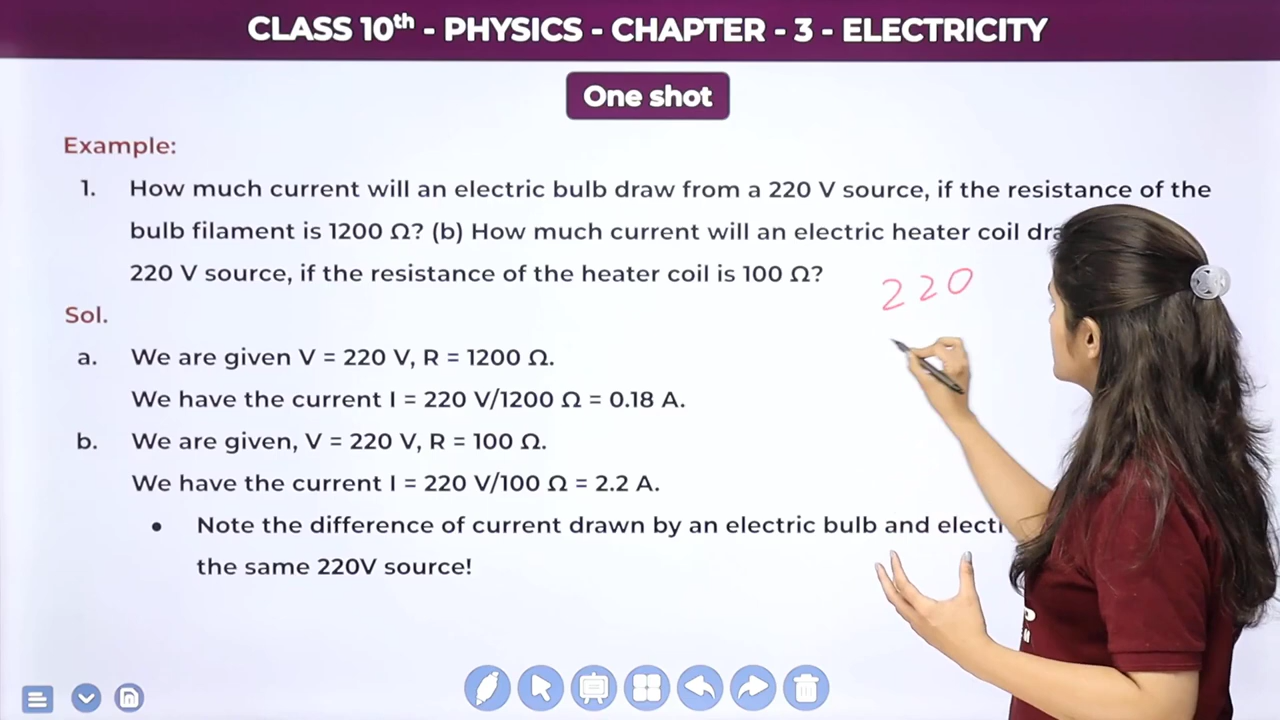 CLASS 10th - PHYSICS - CHAPTER - 3 - ELECTRICITY
One shot
Example:
1. How much current will an electric bulb draw from a 220 V source, if the resistance of the
bulb filament is 1200 Ω? (b) How much current will an electric heater coil
220 V source, if the resistance of the heater coil is 100 Ω?
220
Sol.
a. We are given V = 220 V, R = 1200 Ω.
We have the current I = 220 V/1200 Ω = 0.18 A.
b. We are given, V = 220 V, R = 100 Ω.
We have the current I = 220 V/100 Ω = 2.2 A.
• Note the difference of current drawn by an electric bulb and
the same 220V source!